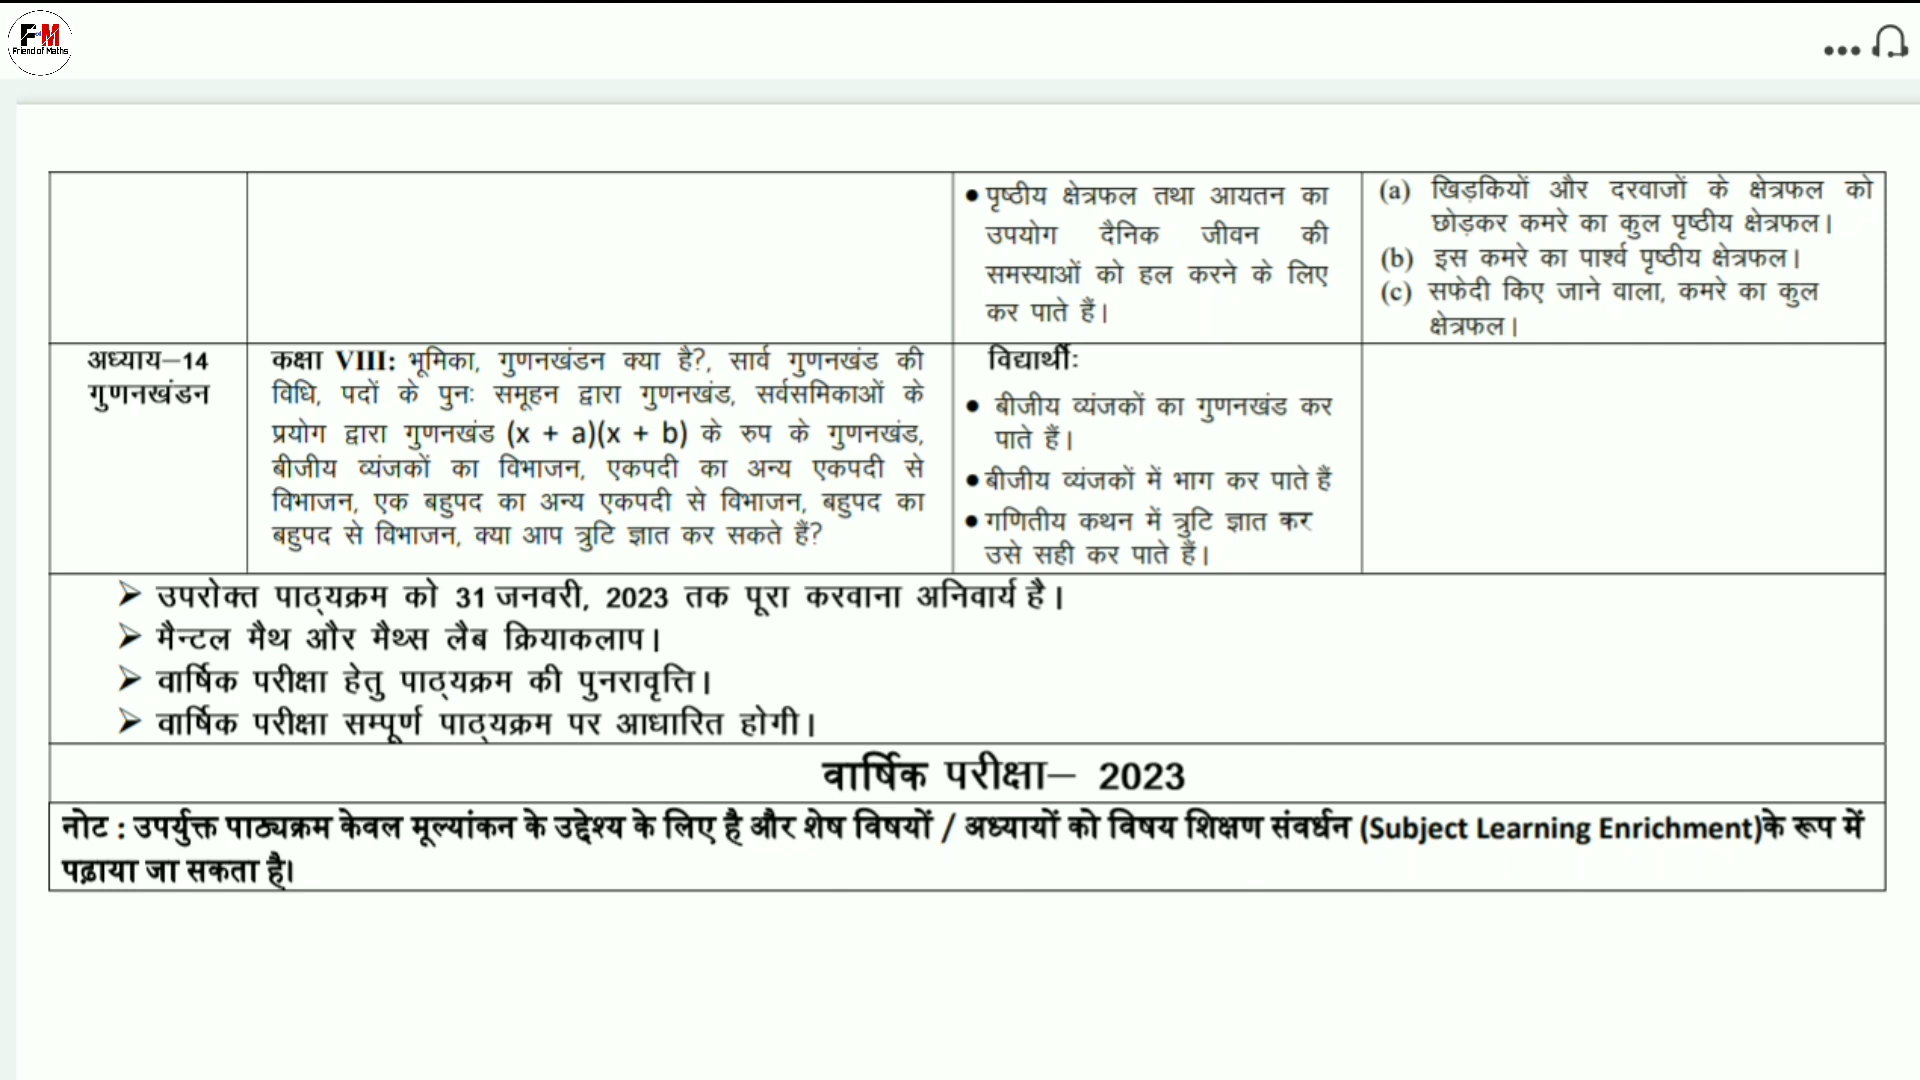 FM
Friend of Maths
• पृष्ठीय क्षेत्रफल तथा आयतन का
उपयोग दैनिक जीवन की
समस्याओं को हल करने के लिए
कर पाते हैं।
(a) खिड़कियों और दरवाजों के क्षेत्रफल को
छोड़कर कमरे का कुल पृष्ठीय क्षेत्रफल।
(b) इस कमरे का पार्श्व पृष्ठीय क्षेत्रफल।
(c) सफेदी किए जाने वाला, कमरे का कुल
क्षेत्रफल।
अध्याय–14
गुणनखंडन
कक्षा VIII: भूमिका, गुणनखंडन क्या है?, सार्व गुणनखंड की
विधि, पदों के पुनः समूहन द्वारा गुणनखंड, सर्वसमिकाओं के
प्रयोग द्वारा गुणनखंड (x + a)(x + b) के रुप के गुणनखंड,
बीजीय व्यंजकों का विभाजन, एकपदी का अन्य एकपदी से
विभाजन, एक बहुपद का अन्य एकपदी से विभाजन, बहुपद का
बहुपद से विभाजन, क्या आप त्रुटि ज्ञात कर सकते हैं?
विद्यार्थीः
• बीजीय व्यंजकों का गुणनखंड कर
पाते हैं।
• बीजीय व्यंजकों में भाग कर पाते हैं
• गणितीय कथन में त्रुटि ज्ञात कर
उसे सही कर पाते हैं।
➢ उपरोक्त पाठ्यक्रम को 31 जनवरी, 2023 तक पूरा करवाना अनिवार्य है।
➢ मैन्टल मैथ और मैथ्स लैब क्रियाकलाप।
➢ वार्षिक परीक्षा हेतु पाठ्यक्रम की पुनरावृत्ति।
➢ वार्षिक परीक्षा सम्पूर्ण पाठ्यक्रम पर आधारित होगी।
वार्षिक परीक्षा– 2023
नोट : उपर्युक्त पाठ्यक्रम केवल मूल्यांकन के उद्देश्य के लिए है और शेष विषयों / अध्यायों को विषय शिक्षण संवर्धन (Subject Learning Enrichment)के रूप में
पढ़ाया जा सकता है।